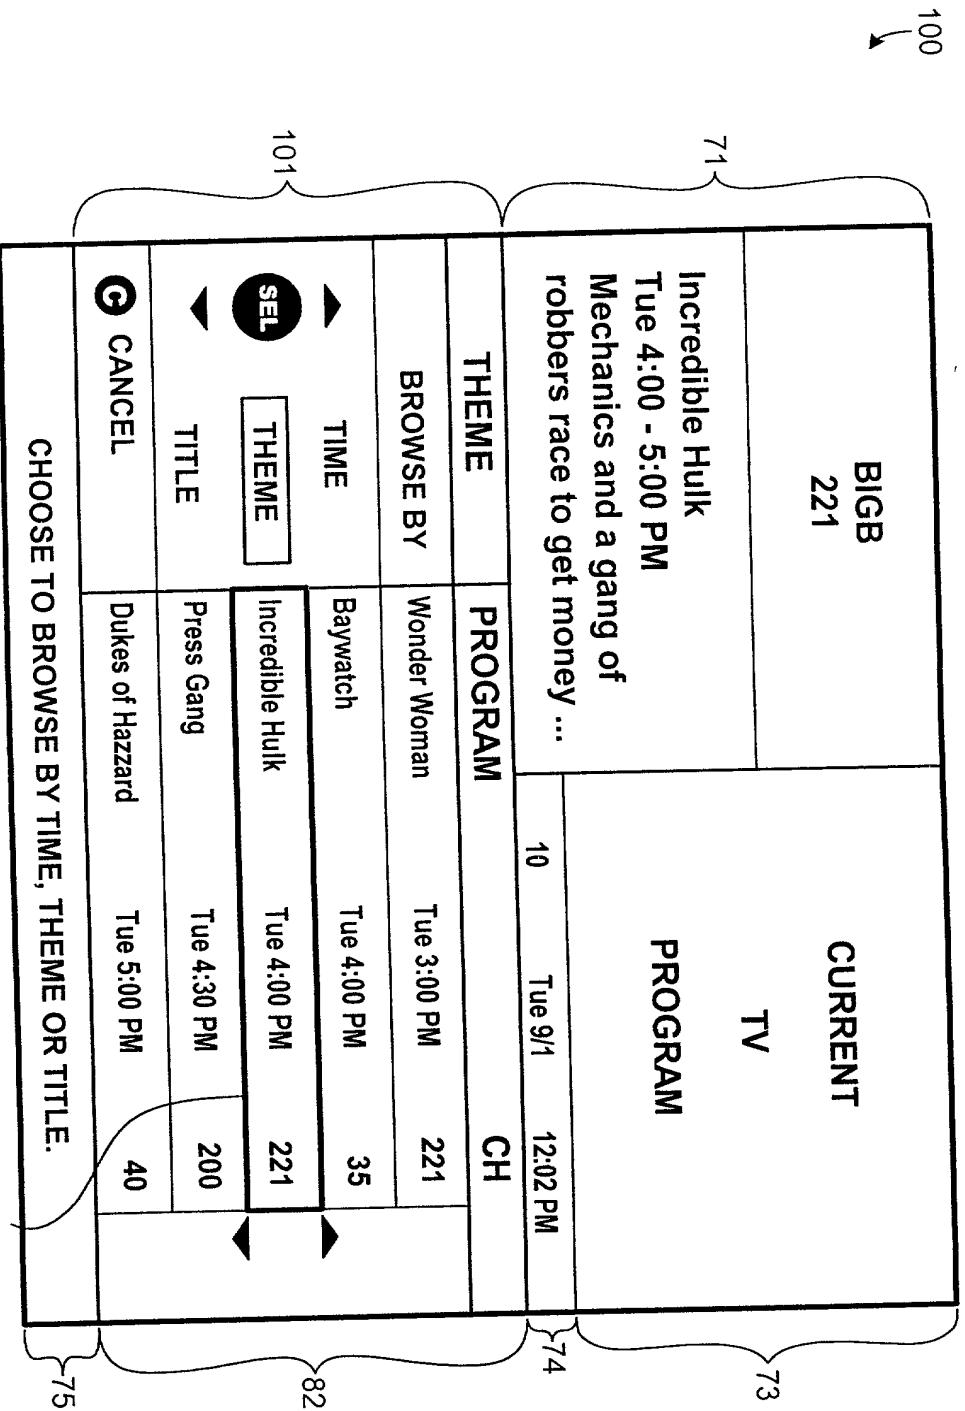 100
71
BIGB
221
Incredible Hulk
Tue 4:00 - 5:00 PM
Mechanics and a gang of
robbers race to get money ...
CURRENT
TV
PROGRAM
73
10 Tue 9/1 12:02 PM
74
101
THEME PROGRAM CH
BROWSE BY
TIME
SEL THEME
TITLE
C CANCEL
Wonder Woman Tue 3:00 PM 221
Baywatch Tue 4:00 PM 35
Incredible Hulk Tue 4:00 PM 221
Press Gang Tue 4:30 PM 200
Dukes of Hazzard Tue 5:00 PM 40
82
CHOOSE TO BROWSE BY TIME, THEME OR TITLE.
75